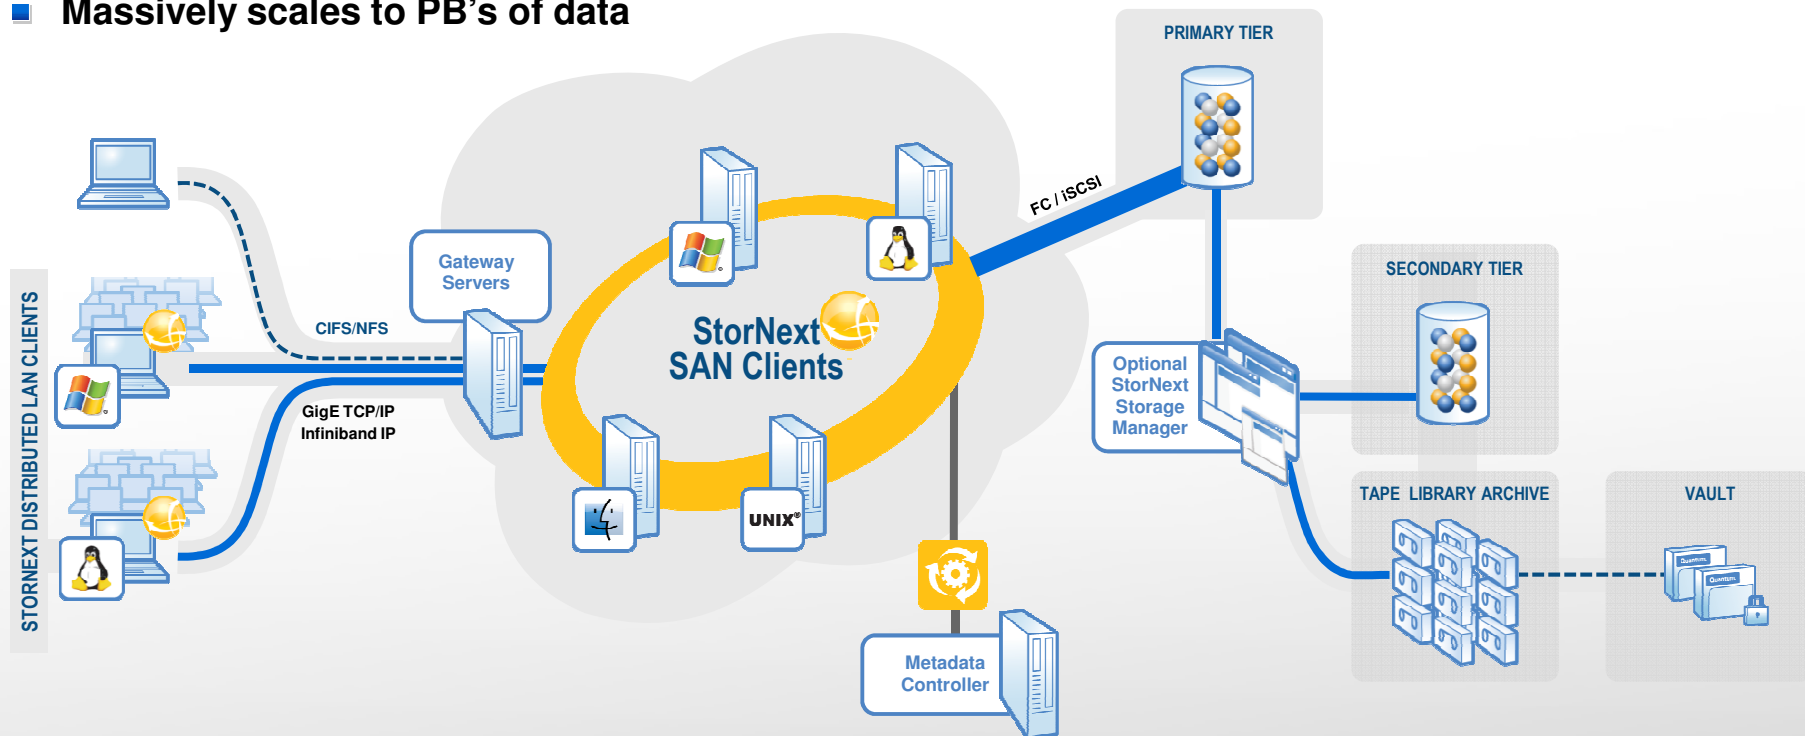 Massively scales to PB's of data
PRIMARY TIER
FC / iSCSI
SECONDARY TIER
Gateway
Servers
CIFS/NFS
StorNext
SAN Clients
Optional
StorNext
Storage
Manager
GigE TCP/IP
Infiniband IP
STORNEXT DISTRIBUTED LAN CLIENTS
UNIX®
TAPE LIBRARY ARCHIVE
VAULT
Quantum.
Quantum.
Metadata
Controller